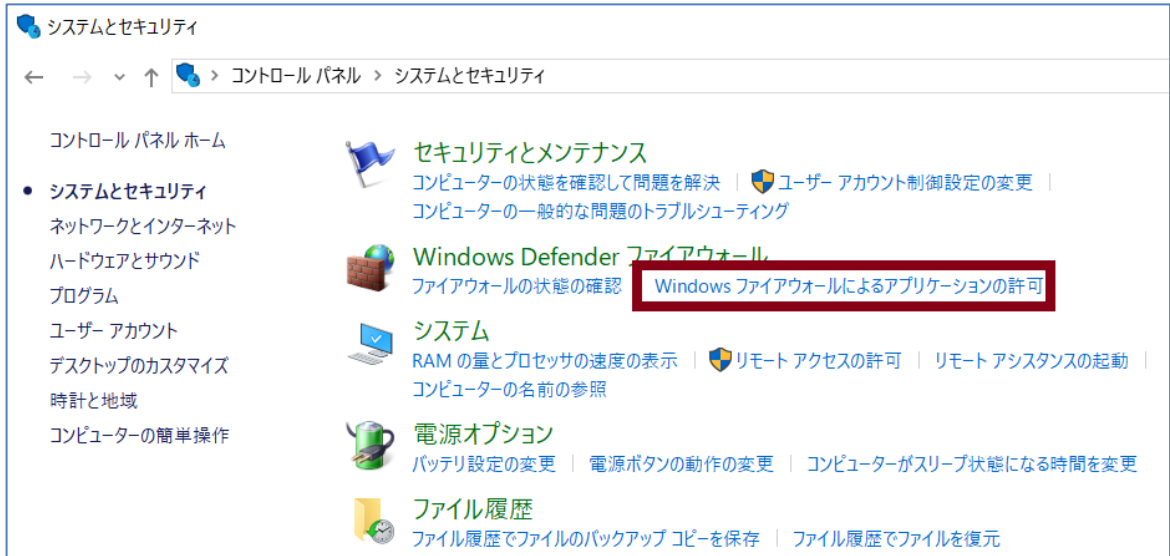 システムとセキュリティ
コントロール パネル > システムとセキュリティ
コントロール パネル ホーム
システムとセキュリティ
ネットワークとインターネット
ハードウェアとサウンド
プログラム
ユーザー アカウント
デスクトップのカスタマイズ
時計と地域
コンピューターの簡単操作
セキュリティとメンテナンス
コンピューターの状態を確認して問題を解決 | ユーザー アカウント制御設定の変更 |
コンピューターの一般的な問題のトラブルシューティング
Windows Defender ファイアウォール
ファイアウォールの状態の確認 Windows ファイアウォールによるアプリケーションの許可
システム
RAM の量とプロセッサの速度の表示 | リモート アクセスの許可 | リモート アシスタンスの起動 |
コンピューターの名前の参照
電源オプション
バッテリ設定の変更 | 電源ボタンの動作の変更 | コンピューターがスリープ状態になる時間を変更
ファイル履歴
ファイル履歴でファイルのバックアップ コピーを保存 | ファイル履歴でファイルを復元